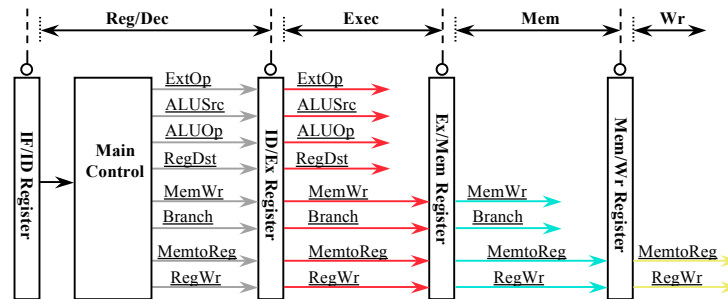 Reg/Dec Exec Mem Wr
IF/ID Register
Main
Control
ExtOp
ALUSrc
ALUOp
RegDst
MemWr
Branch
MemtoReg
RegWr
ID/Ex Register
ExtOp
ALUSrc
ALUOp
RegDst
MemWr
Branch
MemtoReg
RegWr
Ex/Mem Register
MemWr
Branch
MemtoReg
RegWr
Mem/Wr Register
MemtoReg
RegWr